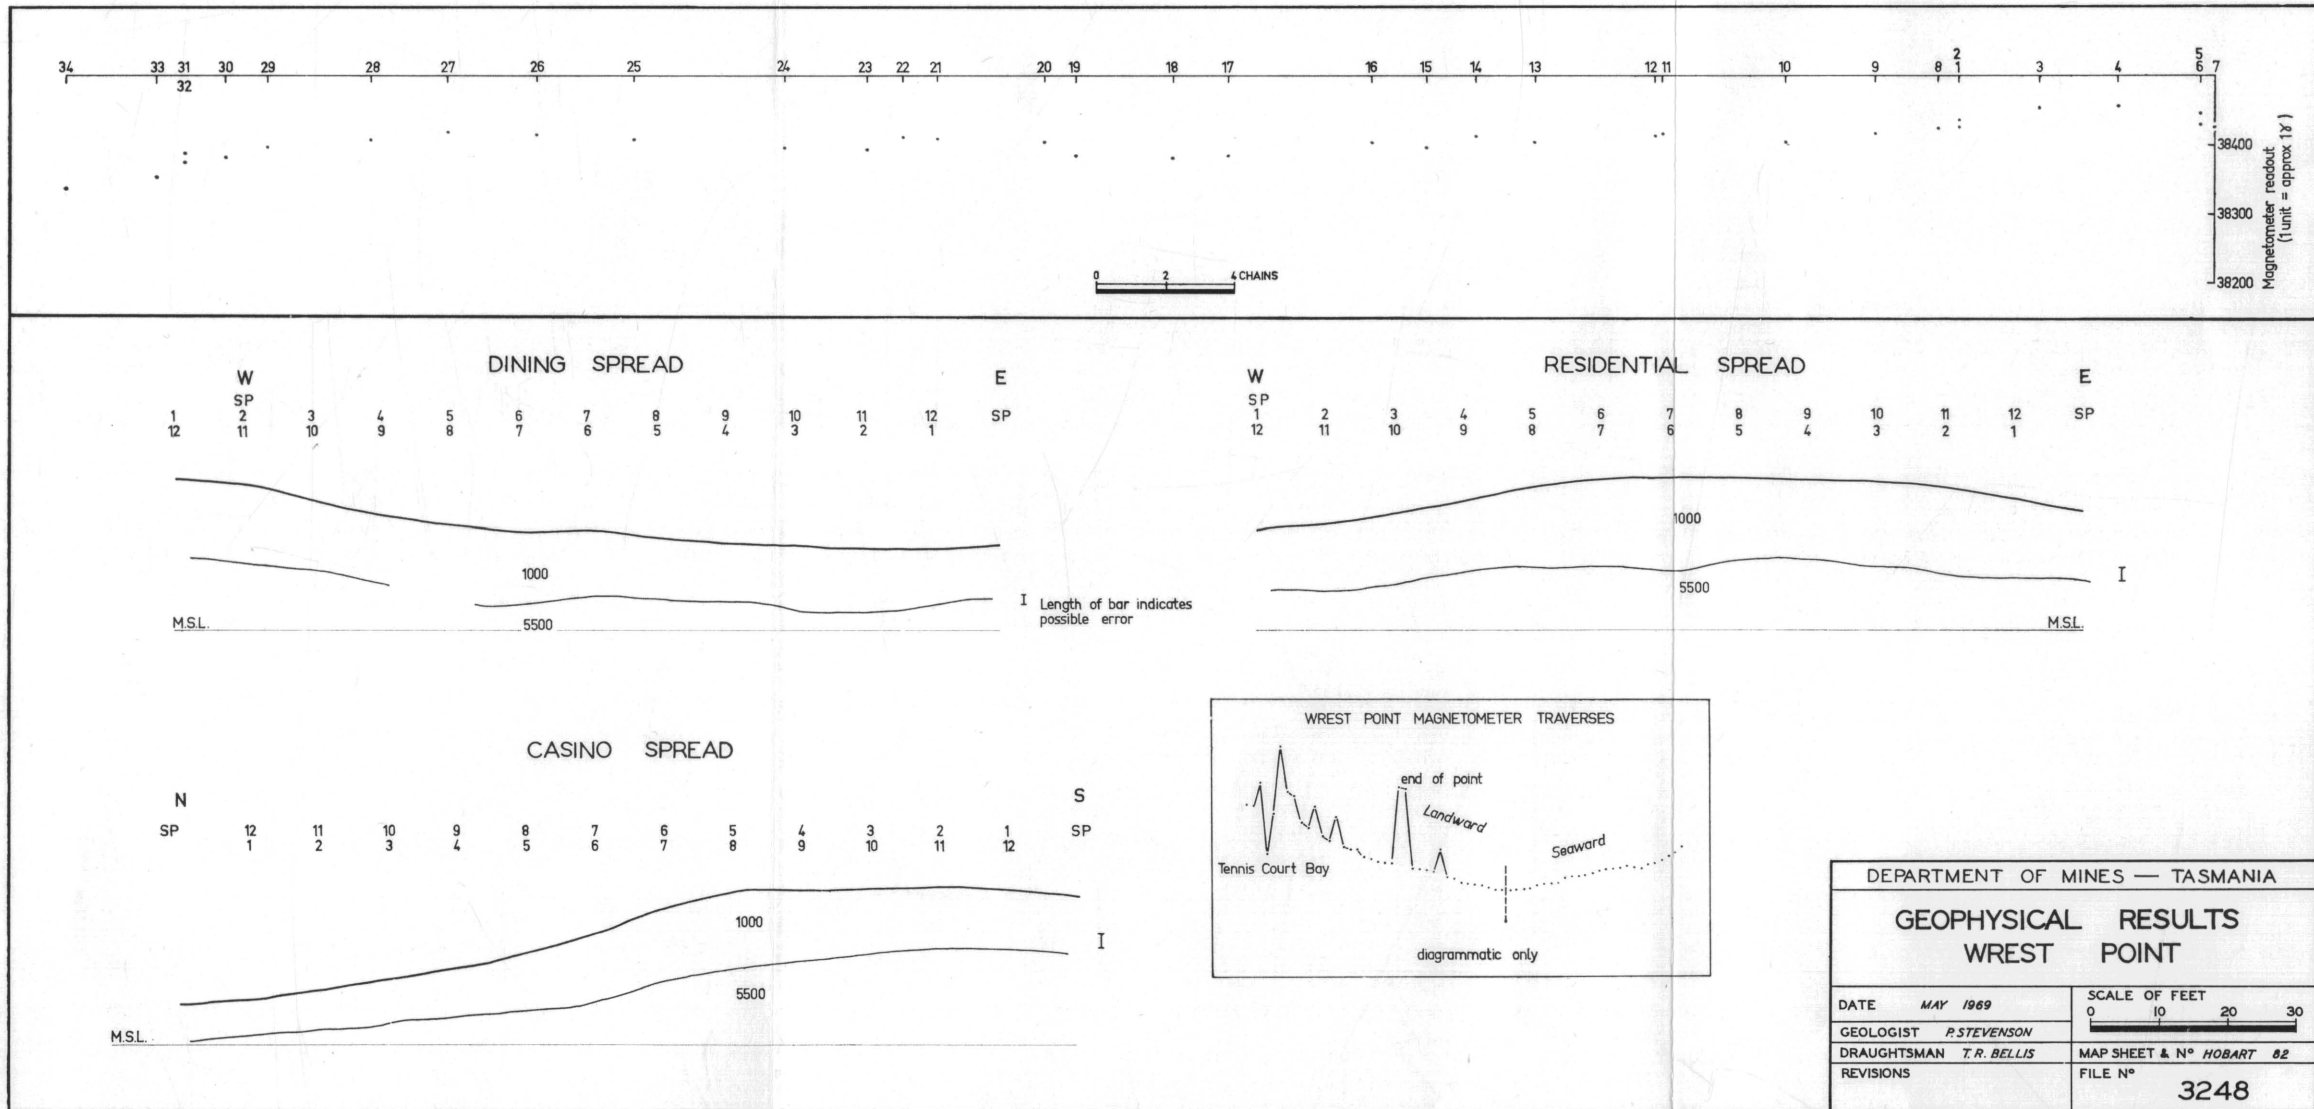 34 33 31 30 29 28 27 26 25 24 23 22 21 20 19 18 17 16 15 14 13 12 11 10 9 8 1 3 4 6 7
32
2
5
38400
38300
38200
Magnetometer readout
(1 unit = approx 1γ)
0 2 4 CHAINS
DINING SPREAD
W E
SP
1 2 3 4 5 6 7 8 9 10 11 12 SP
12 11 10 9 8 7 6 5 4 3 2 1
1000
5500
M.S.L.
I Length of bar indicates
possible error
RESIDENTIAL SPREAD
W E
SP
1 2 3 4 5 6 7 8 9 10 11 12 SP
12 11 10 9 8 7 6 5 4 3 2 1
1000
5500
I
M.S.L.
CASINO SPREAD
N S
SP 12 11 10 9 8 7 6 5 4 3 2 1 SP
1 2 3 4 5 6 7 8 9 10 11 12
1000
5500
I
M.S.L.
WREST POINT MAGNETOMETER TRAVERSES
end of point
Landward
Seaward
Tennis Court Bay
diagrammatic only
DEPARTMENT OF MINES — TASMANIA
GEOPHYSICAL RESULTS
WREST POINT
DATE MAY 1969
GEOLOGIST P. STEVENSON
DRAUGHTSMAN T. R. BELLIS
REVISIONS
SCALE OF FEET
0 10 20 30
MAP SHEET & Nº HOBART 82
FILE Nº
3248